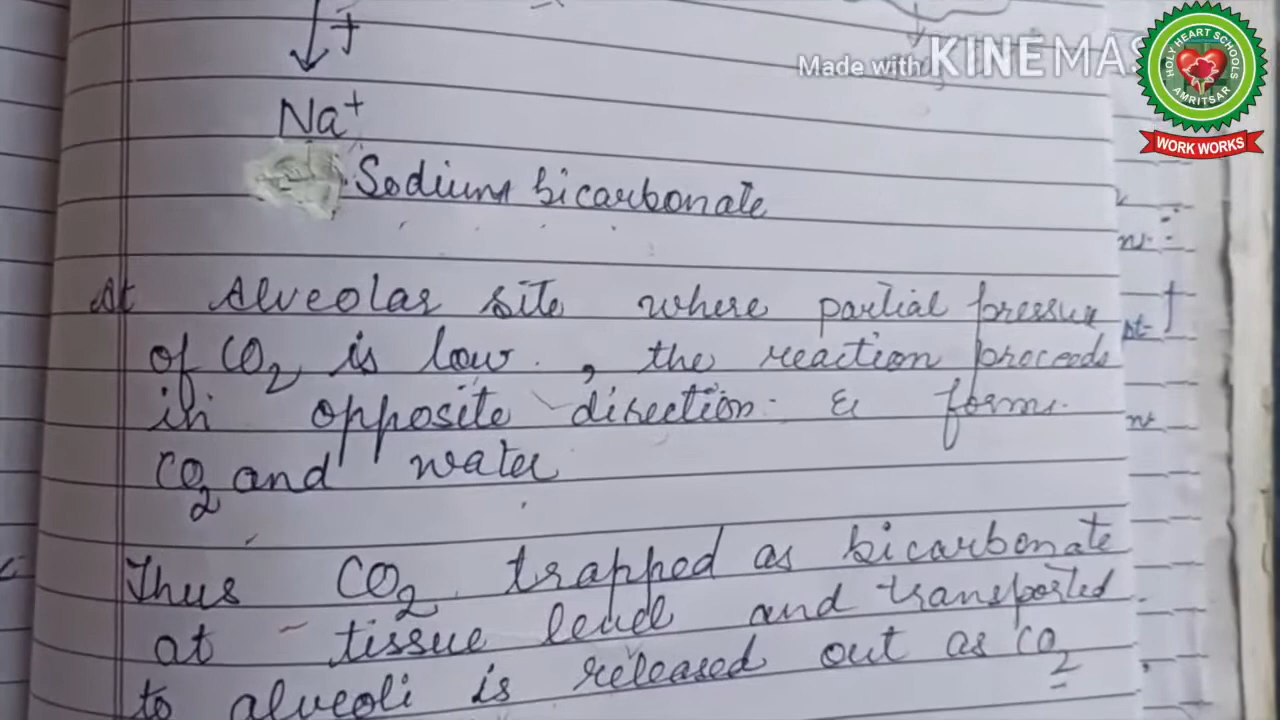 Made with KINEMAS
HOLY HEART SCHOOLS
AMRITSAR
WORK WORKS
+
Na+
Sodium bicarbonate
At Alveolar site where partial pressure
of CO2 is low , the reaction proceeds
in opposite direction & forms
CO2 and water
Thus CO2 trapped as bicarbonate
at tissue level and transported
to alveoli is released out as CO2